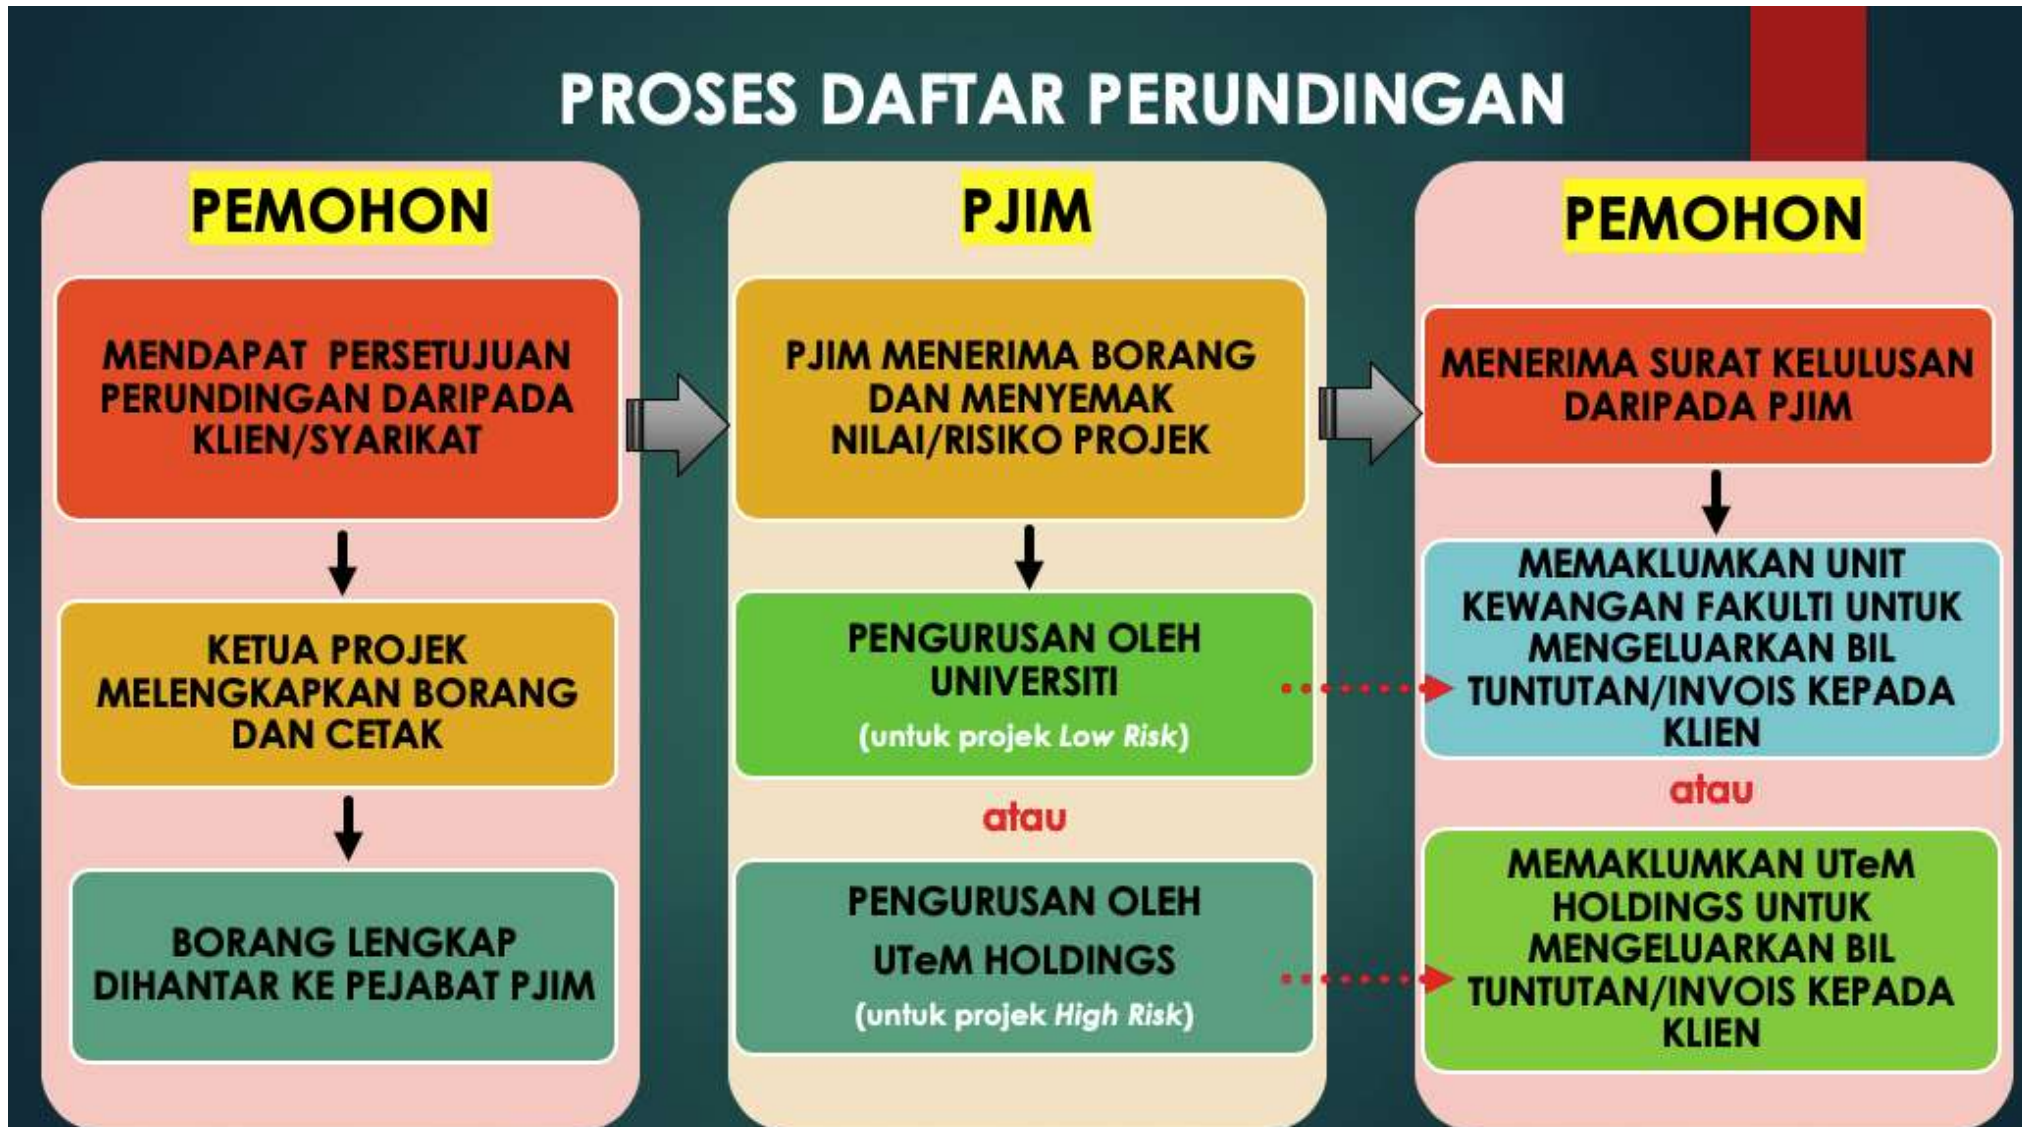 PROSES DAFTAR PERUNDINGAN
PEMOHON
MENDAPAT PERSETUJUAN
PERUNDINGAN DARIPADA
KLIEN/SYARIKAT
KETUA PROJEK
MELENGKAPKAN BORANG
DAN CETAK
BORANG LENGKAP
DIHANTAR KE PEJABAT PJIM
PJIM
PJIM MENERIMA BORANG
DAN MENYEMAK
NILAI/RISIKO PROJEK
PENGURUSAN OLEH
UNIVERSITI
(untuk projek Low Risk)
atau
PENGURUSAN OLEH
UTeM HOLDINGS
(untuk projek High Risk)
PEMOHON
MENERIMA SURAT KELULUSAN
DARIPADA PJIM
MEMAKLUMKAN UNIT
KEWANGAN FAKULTI UNTUK
MENGELUARKAN BIL
TUNTUTAN/INVOIS KEPADA
KLIEN
atau
MEMAKLUMKAN UTeM
HOLDINGS UNTUK
MENGELUARKAN BIL
TUNTUTAN/INVOIS KEPADA
KLIEN